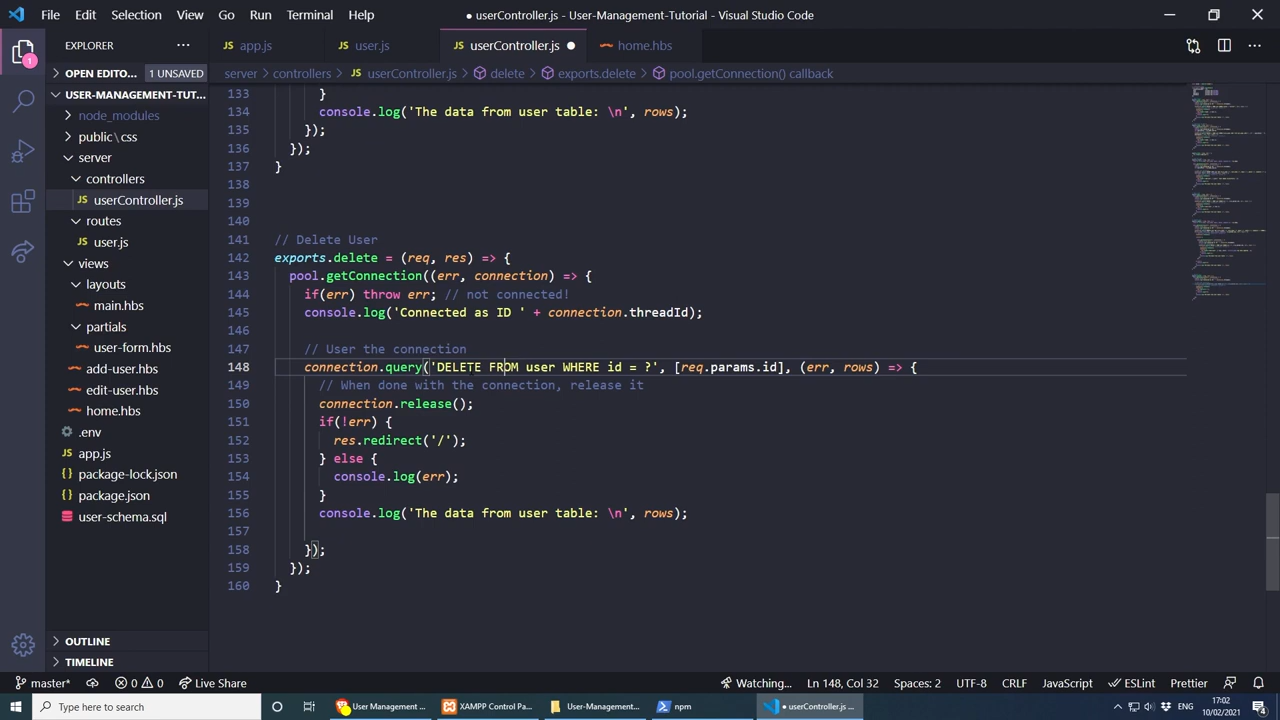 File Edit Selection View Go Run Terminal Help
● userController.js - User-Management-Tutorial - Visual Studio Code
1
EXPLORER
OPEN EDITO... 1 UNSAVED
USER-MANAGEMENT-TUT...
node_modules
public\css
server
controllers
JS userController.js
routes
JS user.js
views
layouts
main.hbs
partials
user-form.hbs
add-user.hbs
edit-user.hbs
home.hbs
.env
JS app.js
{} package-lock.json
{} package.json
user-schema.sql
OUTLINE
TIMELINE
JS app.js JS user.js JS userController.js ● home.hbs
server > controllers > JS userController.js > delete > exports.delete > pool.getConnection() callback
133 }
134 console.log('The data from user table: \n', rows);
135 });
136 });
137 }
138
139
140
141 // Delete User
142 exports.delete = (req, res) => {
143 pool.getConnection((err, connection) => {
144 if(err) throw err; // not connected!
145 console.log('Connected as ID ' + connection.threadId);
146
147 // User the connection
148 connection.query('DELETE FROM user WHERE id = ?', [req.params.id], (err, rows) => {
149 // When done with the connection, release it
150 connection.release();
151 if(!err) {
152 res.redirect('/');
153 } else {
154 console.log(err);
155 }
156 console.log('The data from user table: \n', rows);
157
158 });
159 });
160 }
master* 0 0 Live Share Watching... Ln 148, Col 32 Spaces: 2 UTF-8 CRLF JavaScript ESLint Prettier
Type here to search
User Management ...
XAMPP Control Pa...
User-Management...
npm
● userController.js ...
ENG
17:02
10/02/2021
4